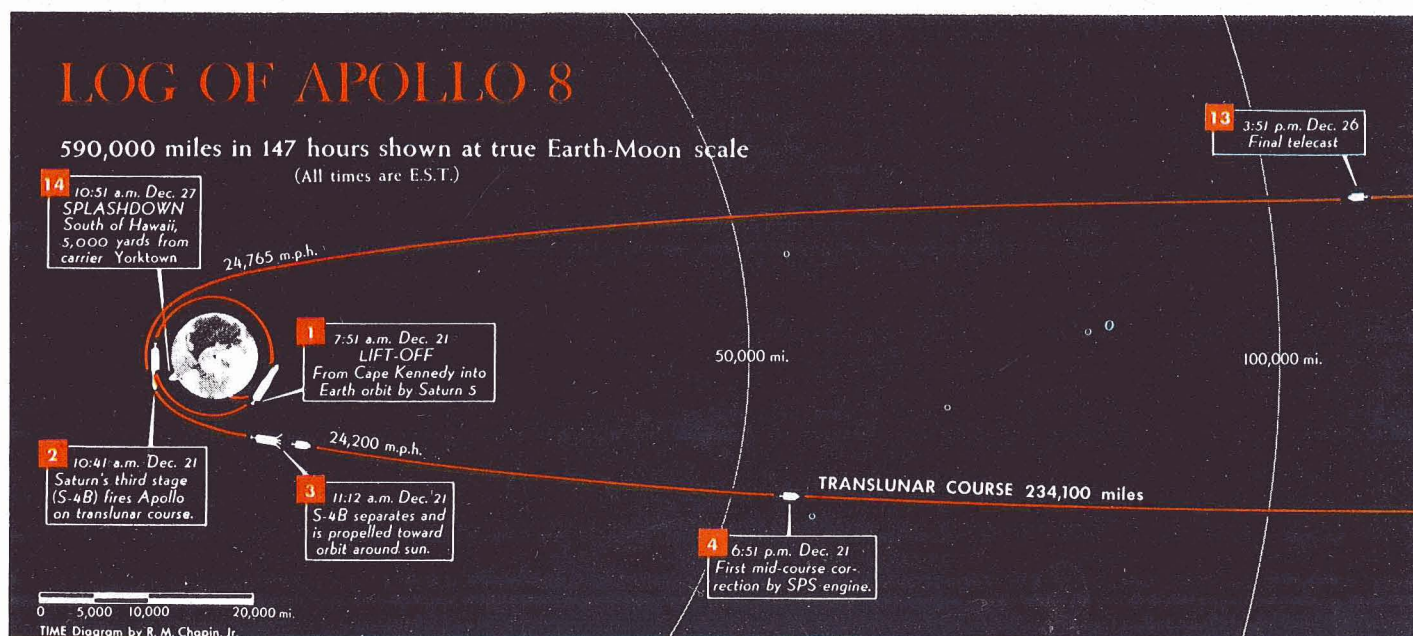 LOG OF APOLLO 8
590,000 miles in 147 hours shown at true Earth-Moon scale
(All times are E.S.T.)
13
3:51 p.m. Dec. 26
Final telecast
14
10:51 a.m. Dec. 27
SPLASHDOWN
South of Hawaii,
5,000 yards from
carrier Yorktown
24,765 m.p.h.
1
7:51 a.m. Dec. 21
LIFT-OFF
From Cape Kennedy into
Earth orbit by Saturn 5
50,000 mi.
100,000 mi.
2
10:41 a.m. Dec. 21
Saturn's third stage
(S-4B) fires Apollo
on translunar course.
24,200 m.p.h.
3
11:12 a.m. Dec. 21
S-4B separates and
is propelled toward
orbit around sun.
TRANSLUNAR COURSE 234,100 miles
4
6:51 p.m. Dec. 21
First mid-course cor-
rection by SPS engine.
0 5,000 10,000 20,000 mi.
TIME Diagram by R. M. Chapin, Jr.